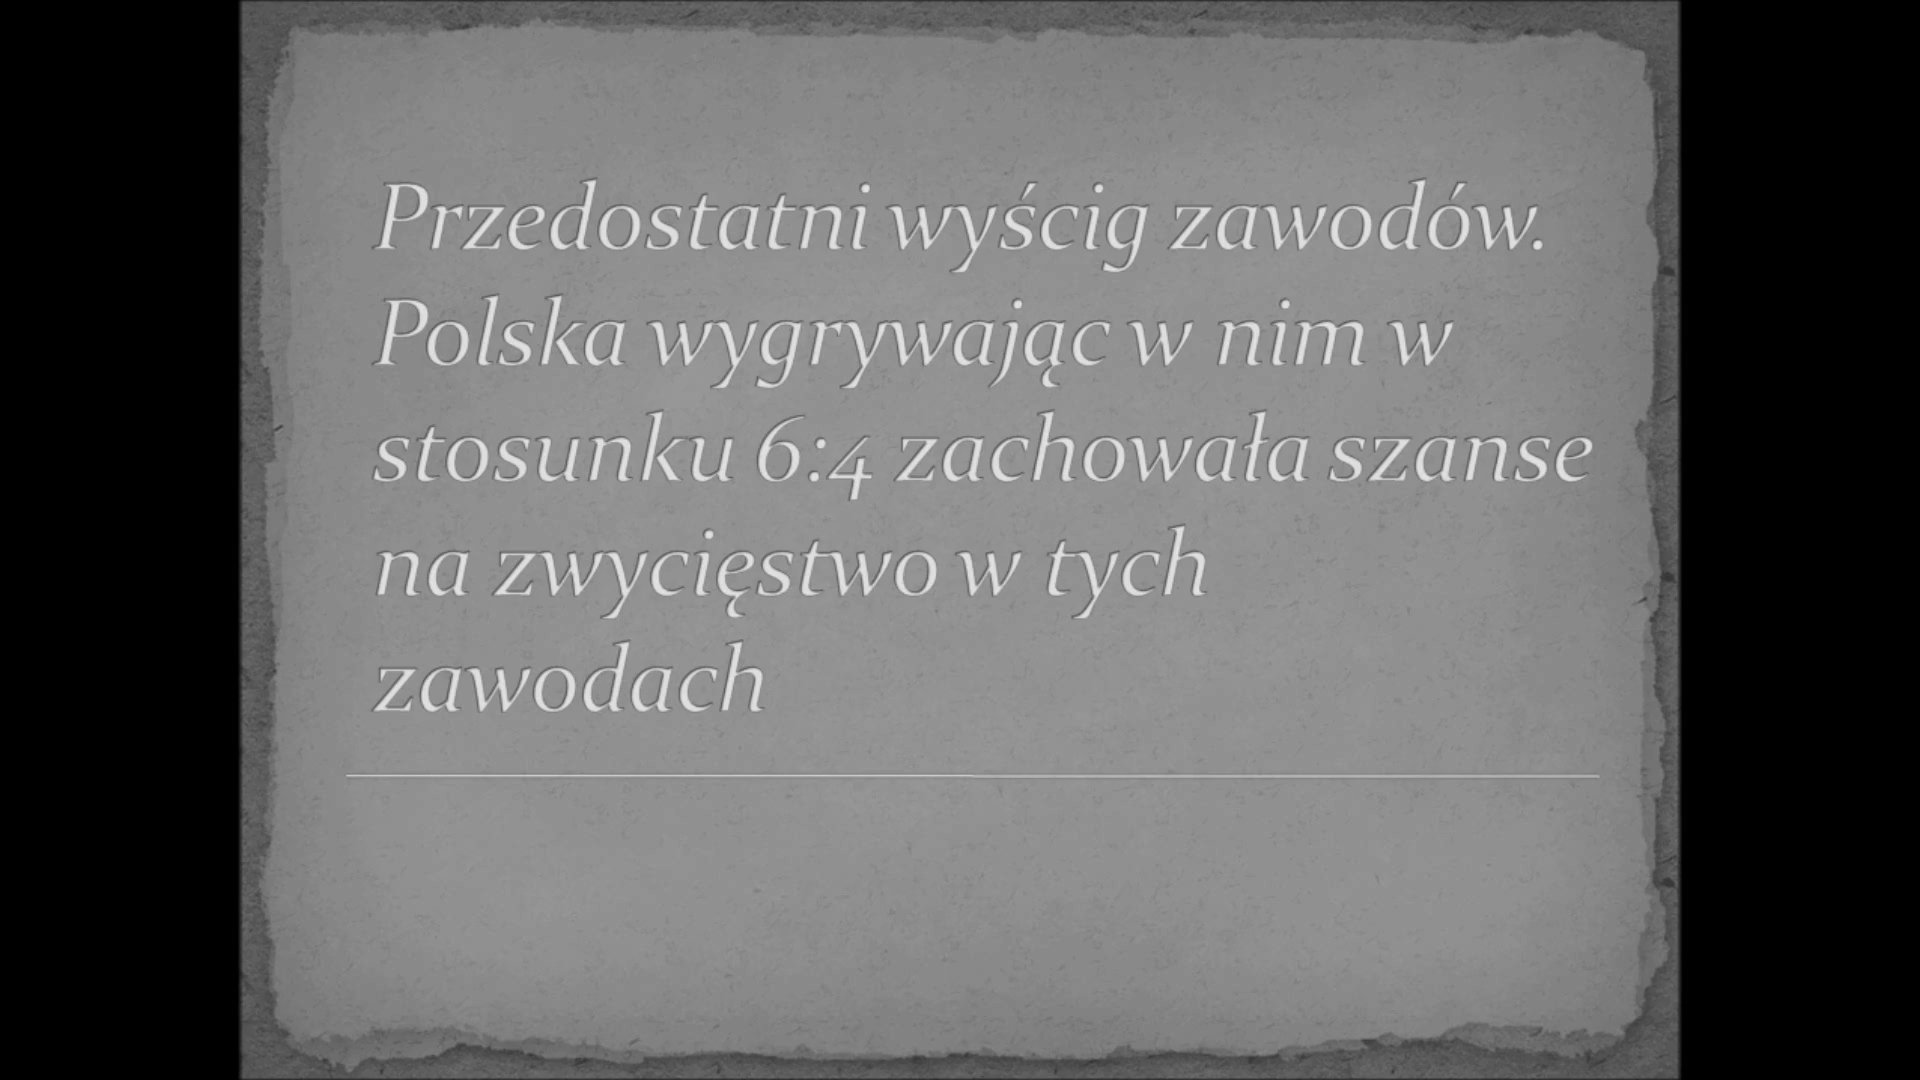 Przedostatni wyścig zawodów.
Polska wygrywając w nim w
stosunku 6:4 zachowała szanse
na zwycięstwo w tych
zawodach